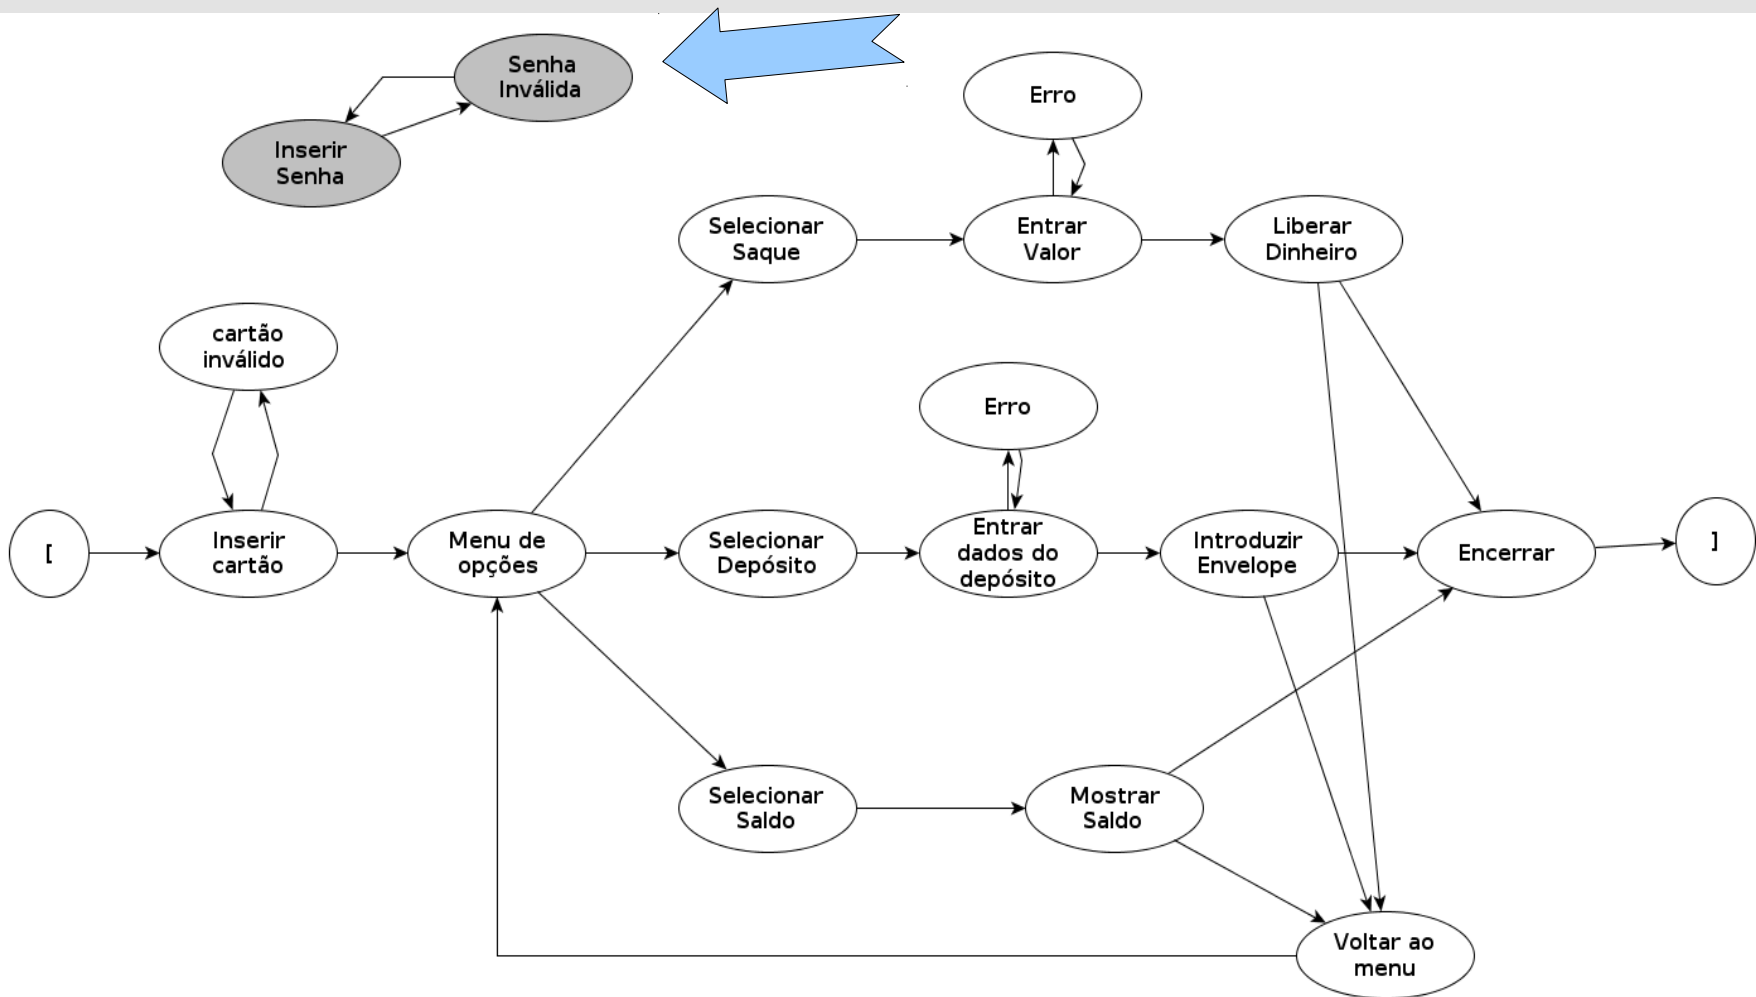 Senha
Inválida
Inserir
Senha
Erro
Selecionar
Saque
Entrar
Valor
Liberar
Dinheiro
cartão
inválido
Erro
[
Inserir
cartão
Menu de
opções
Selecionar
Depósito
Entrar
dados do
depósito
Introduzir
Envelope
Encerrar
]
Selecionar
Saldo
Mostrar
Saldo
Voltar ao
menu